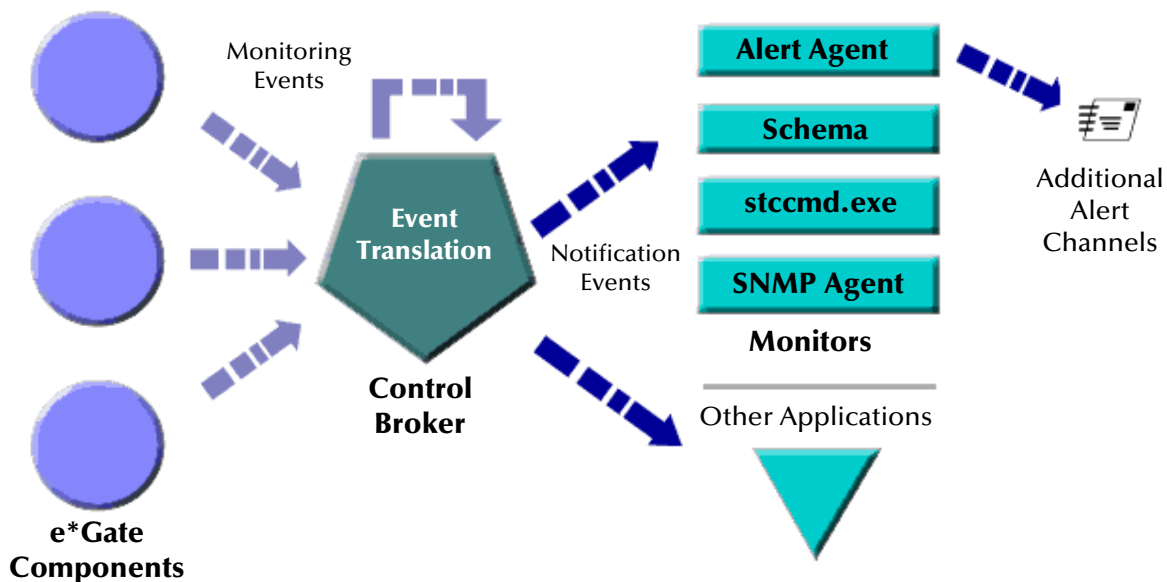 Monitoring
Events
Event
Translation
Control
Broker
e*Gate
Components
Notification
Events
Alert Agent
Schema
stccmd.exe
SNMP Agent
Monitors
Other Applications
Additional
Alert
Channels